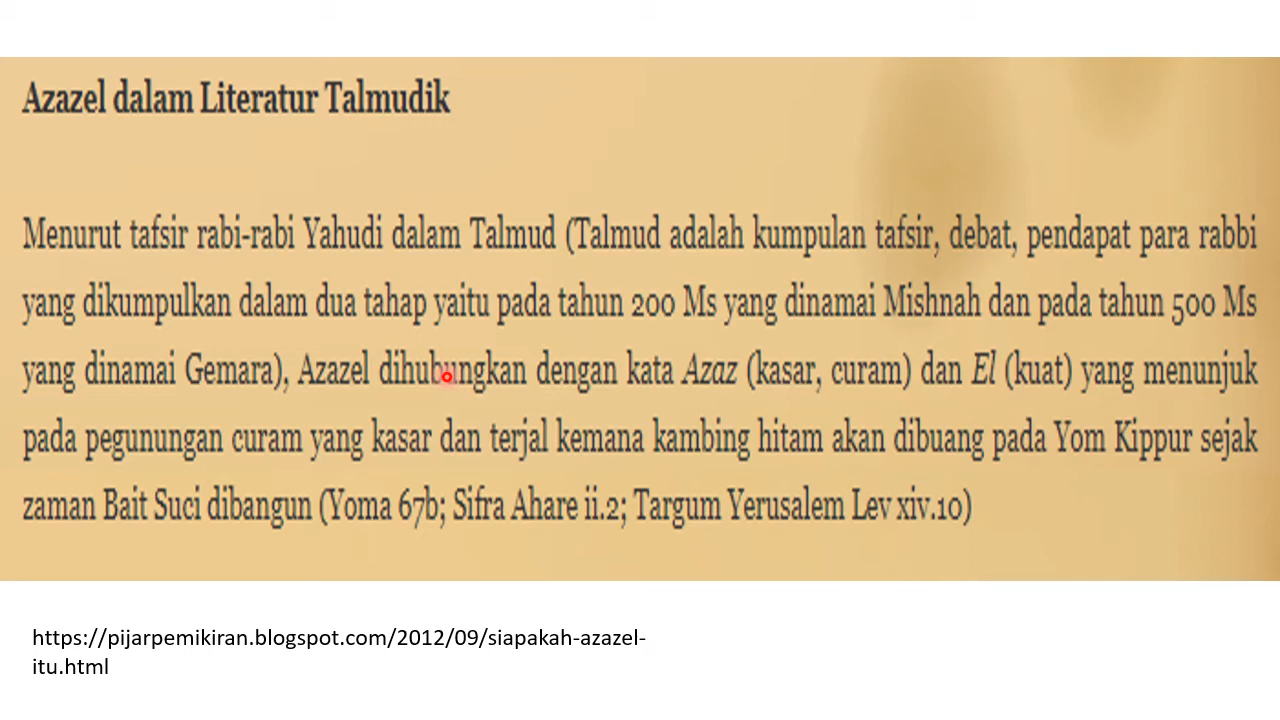 Azazel dalam Literatur Talmudik
Menurut tafsir rabi-rabi Yahudi dalam Talmud (Talmud adalah kumpulan tafsir, debat, pendapat para rabbi
yang dikumpulkan dalam dua tahap yaitu pada tahun 200 Ms yang dinamai Mishnah dan pada tahun 500 Ms
yang dinamai Gemara), Azazel dihubungkan dengan kata Azaz (kasar, curam) dan El (kuat) yang menunjuk
pada pegunungan curam yang kasar dan terjal kemana kambing hitam akan dibuang pada Yom Kippur sejak
zaman Bait Suci dibangun (Yoma 67b; Sifra Ahare ii.2; Targum Yerusalem Lev xiv.10)
https://pijarpemikiran.blogspot.com/2012/09/siapakah-azazel-
itu.html